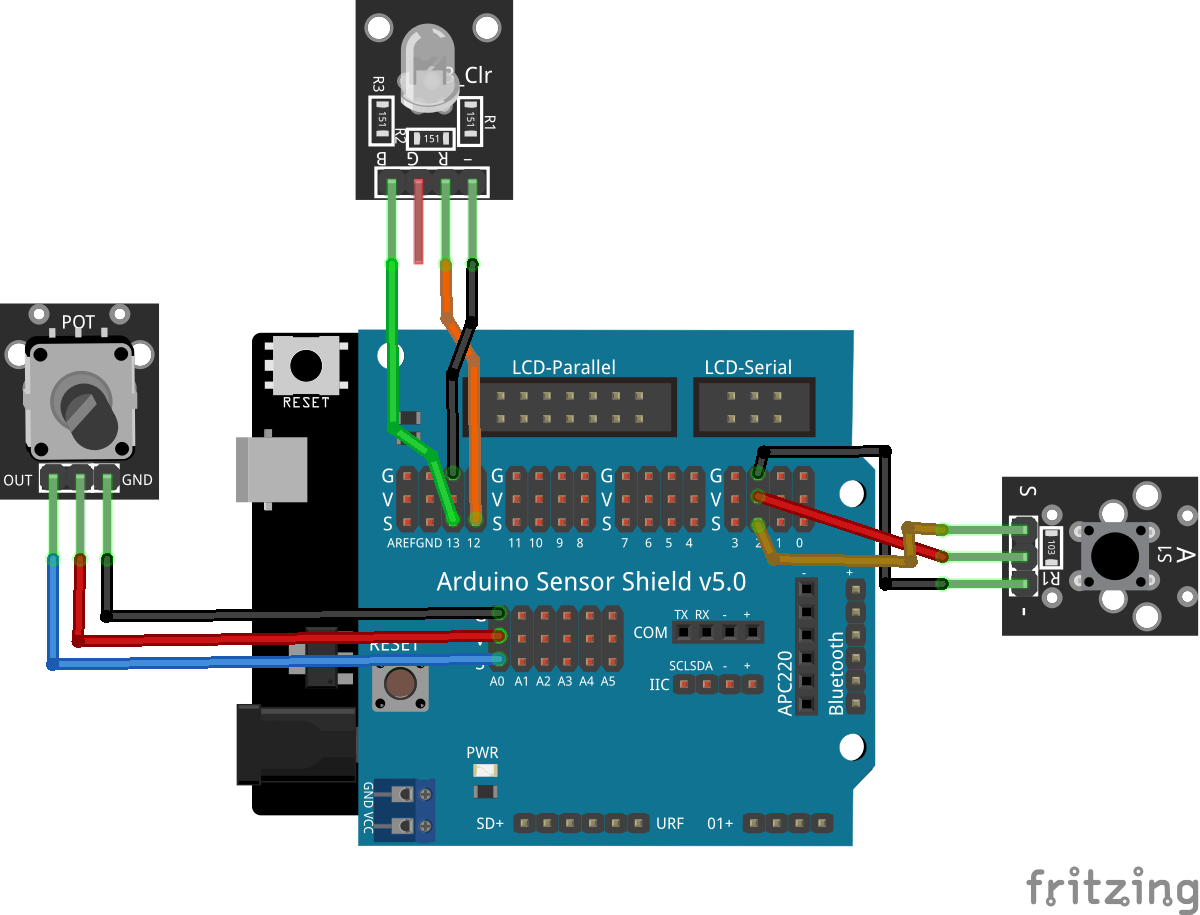 B_Clr
R3
R1
R2
151
151
151
B G R -
POT
OUT
GND
RESET
LCD-Parallel
LCD-Serial
G
V
S
G
V
S
G
V
S
G
V
S
AREF GND 13 12
11 10 9 8
7 6 5 4
3 2 1 0
S
103
R1
LS
A
-
Arduino Sensor Shield v5.0
- +
TX RX - +
COM
SCL SDA - +
IIC
APC220
Bluetooth
RESET
S
A0 A1 A2 A3 A4 A5
PWR
GND VCC
SD+
URF
01+
fritzing